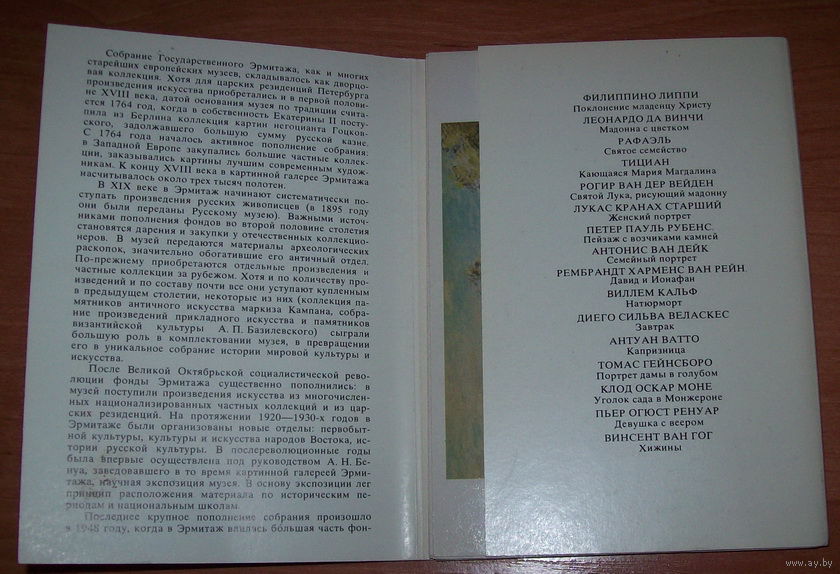 Собрание Государственного Эрмитажа, как и многих
старейших европейских музеев, складывалось как дворцо-
вая коллекция. Хотя для царских резиденций Петербурга
произведения искусства приобретались и в первой полови-
не XVIII века, датой основания музея по традиции счита-
ется 1764 год, когда в собственность Екатерины II посту-
пила из Берлина коллекция картин негоцианта Гоцков-
ского, задолжавшего большую сумму русской казне.
С 1764 года началось активное пополнение собрания:
в Западной Европе закупались большие частные коллек-
ции, заказывались картины лучшим современным худож-
никам. К концу XVIII века в картинной галерее Эрмитажа
насчитывалось около трех тысяч полотен.
В XIX веке в Эрмитаж начинают систематически по-
ступать произведения русских живописцев (в 1895 году
они были переданы Русскому музею). Важными источ-
никами пополнения фондов во второй половине столетия
становятся дарения и закупки у отечественных коллекцио-
неров. В музей передаются материалы археологических
раскопок, значительно обогатившие его античный отдел.
По-прежнему приобретаются отдельные произведения и
частные коллекции за рубежом. Хотя и по количеству про-
изведений и по составу почти все они уступают купленным
в предыдущем столетии, некоторые из них (коллекция па-
мятников античного искусства маркиза Кампана, собра-
ние произведений прикладного искусства и памятников
византийской культуры А. П. Базилевского) сыграли
большую роль в комплектовании музея, в превращении
его в уникальное собрание истории мировой культуры и
искусства.
После Великой Октябрьской социалистической рево-
люции фонды Эрмитажа существенно пополнились: в
музей поступили произведения искусства из многочислен-
ных национализированных частных коллекций и из цар-
ских резиденций. На протяжении 1920—1930-х годов в
Эрмитаже были организованы новые отделы: первобыт-
ной культуры, культуры и искусства народов Востока, ис-
тории русской культуры. В послереволюционные годы
была впервые осуществлена под руководством А. Н. Бе-
нуа, заведовавшего в то время картинной галереей Эрми-
тажа, научная экспозиция музея. В основу экспозиции лег
принцип расположения материала по историческим пе-
риодам и национальным школам.
Последнее крупное пополнение собрания произошло
в 1948 году, когда в Эрмитаж влилась большая часть фон-
ФИЛИППИНО ЛИППИ
Поклонение младенцу Христу
ЛЕОНАРДО ДА ВИНЧИ
Мадонна с цветком
РАФАЭЛЬ
Святое семейство
ТИЦИАН
Кающаяся Мария Магдалина
РОГИР ВАН ДЕР ВЕЙДЕН
Святой Лука, рисующий мадонну
ЛУКАС КРАНАХ СТАРШИЙ
Женский портрет
ПЕТЕР ПАУЛЬ РУБЕНС.
Пейзаж с возчиками камней
АНТОНИС ВАН ДЕЙК
Семейный портрет
РЕМБРАНДТ ХАРМЕНС ВАН РЕЙН.
Давид и Ионафан
ВИЛЛЕМ КАЛЬФ
Натюрморт
ДИЕГО СИЛЬВА ВЕЛАСКЕС
Завтрак
АНТУАН ВАТТО
Капризница
ТОМАС ГЕЙНСБОРО
Портрет дамы в голубом
КЛОД ОСКАР МОНЕ
Уголок сада в Монжероне
ПЬЕР ОГЮСТ РЕНУАР
Девушка с веером
ВИНСЕНТ ВАН ГОГ
Хижины
www.ay.by